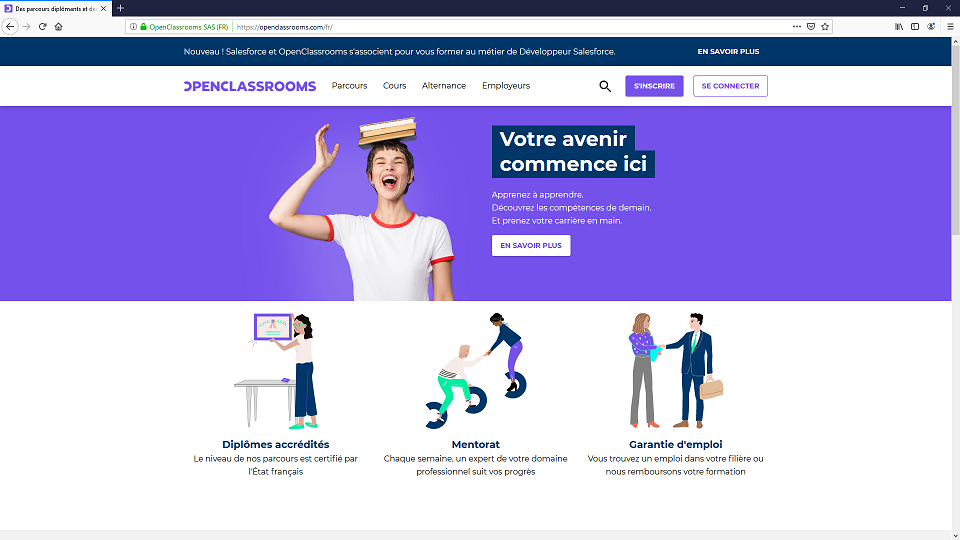 Des parcours diplômants et de
OpenClassrooms SAS (FR)
https://openclassrooms.com/fr/
Nouveau ! Salesforce et OpenClassrooms s'associent pour vous former au métier de Développeur Salesforce.
EN SAVOIR PLUS
OPENCLASSROOMS
Parcours
Cours
Alternance
Employeurs
S'INSCRIRE
SE CONNECTER
Votre avenir
commence ici
Apprenez à apprendre.
Découvrez les compétences de demain.
Et prenez votre carrière en main.
EN SAVOIR PLUS
Diplômes accrédités
Le niveau de nos parcours est certifié par
l'État français
Mentorat
Chaque semaine, un expert de votre domaine
professionnel suit vos progrès
Garantie d'emploi
Vous trouvez un emploi dans votre filière ou
nous remboursons votre formation